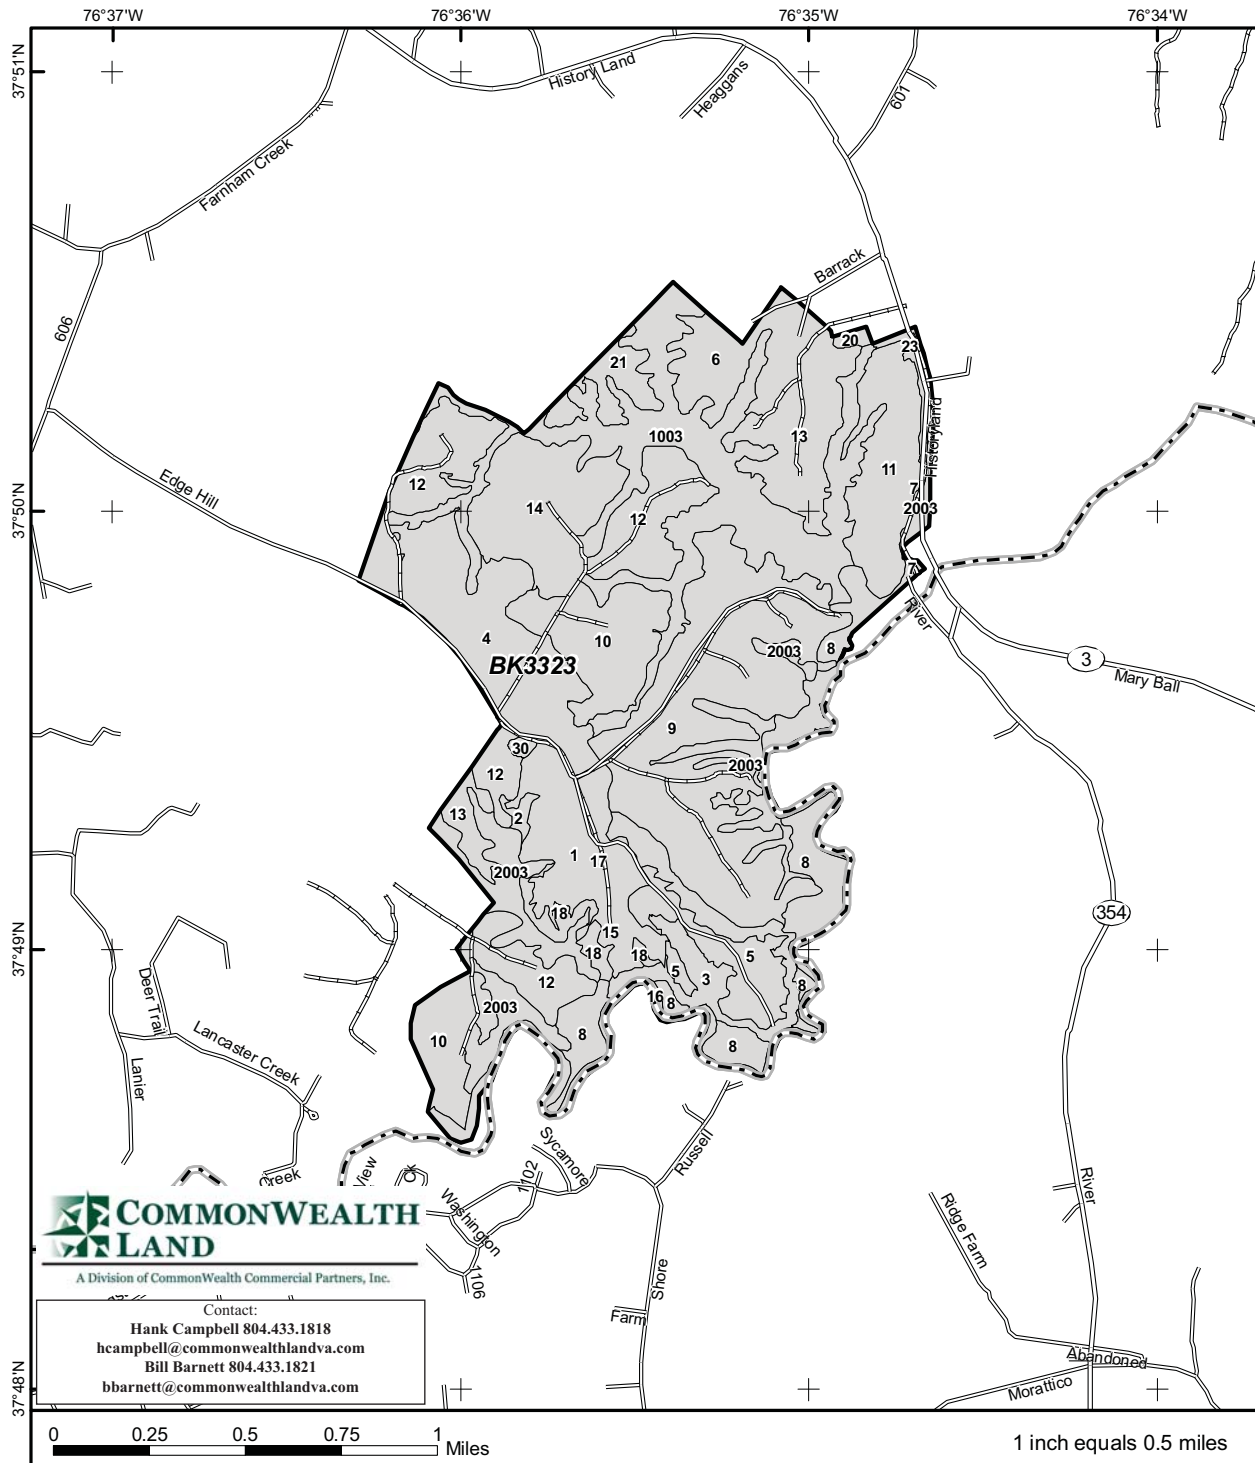 76°37'W
76°36'W
76°35'W
76°34'W
37°51'N
History Land
Heaggans
601
Farnham Creek
Barrack
606
20
23
21
6
Historyland
1003
13
Edge Hill
12
11
7
37°50'N
14
12
2003
7
River
4
10
2003
8
BK3323
3
Mary Ball
9
30
12
2003
13
2
1
17
8
2003
354
18
15
37°49'N
18
18
5
5
12
3
8
Deer Trail
2003
16
8
10
8
8
Lancaster Creek
Lanier
Sycamore
Russell
Creek
View
Ck
1102
Washington
River
Ridge Farm
COMMONWEALTH
LAND
A Division of CommonWealth Commercial Partners, Inc.
1106
Shore
Contact:
Hank Campbell 804.433.1818
hcampbell@commonwealthlandva.com
Bill Barnett 804.433.1821
bbarnett@commonwealthlandva.com
Farm
Abandoned
Morattico
37°48'N
0 0.25 0.5 0.75 1
Miles
1 inch equals 0.5 miles